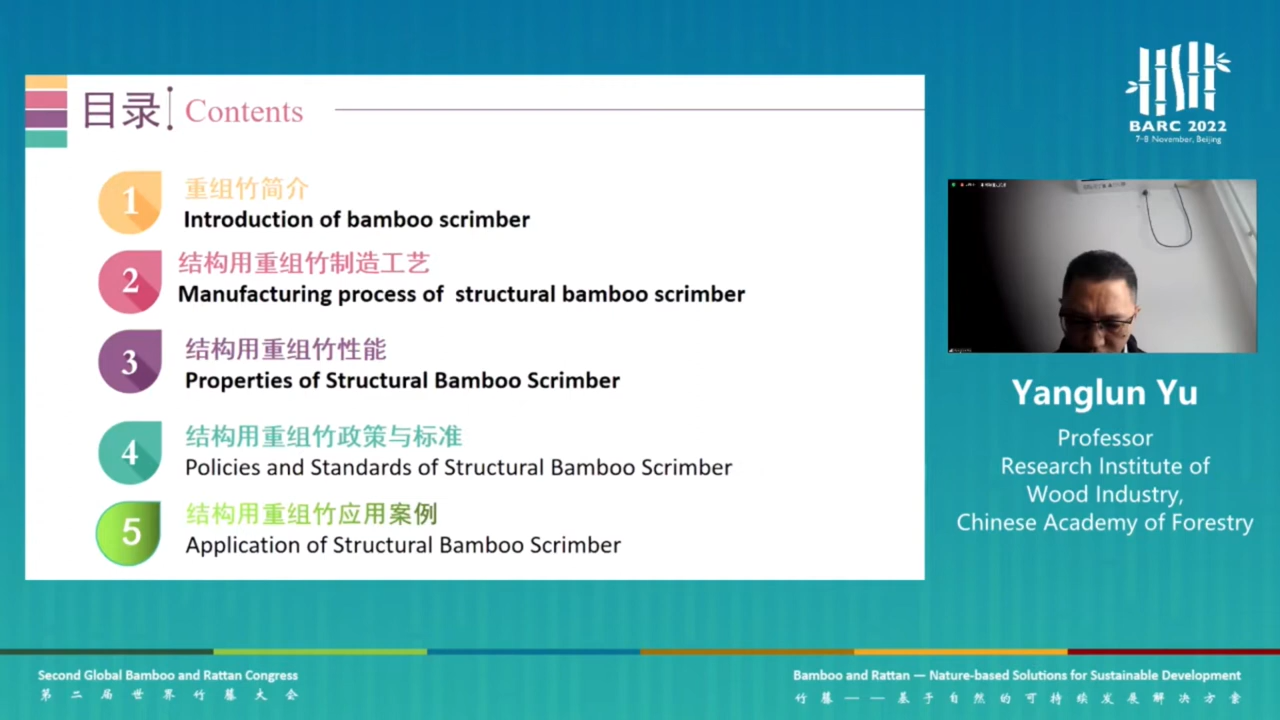 目录 Contents
1
重组竹简介
Introduction of bamboo scrimber
2
结构用重组竹制造工艺
Manufacturing process of structural bamboo scrimber
3
结构用重组竹性能
Properties of Structural Bamboo Scrimber
4
结构用重组竹政策与标准
Policies and Standards of Structural Bamboo Scrimber
5
结构用重组竹应用案例
Application of Structural Bamboo Scrimber
BARC 2022
7-8 November, Beijing
Yanglun Yu
Professor
Research Institute of
Wood Industry,
Chinese Academy of Forestry
Second Global Bamboo and Rattan Congress
第二届世界竹藤大会
Bamboo and Rattan — Nature-based Solutions for Sustainable Development
竹藤——基于自然的可持续发展解决方案